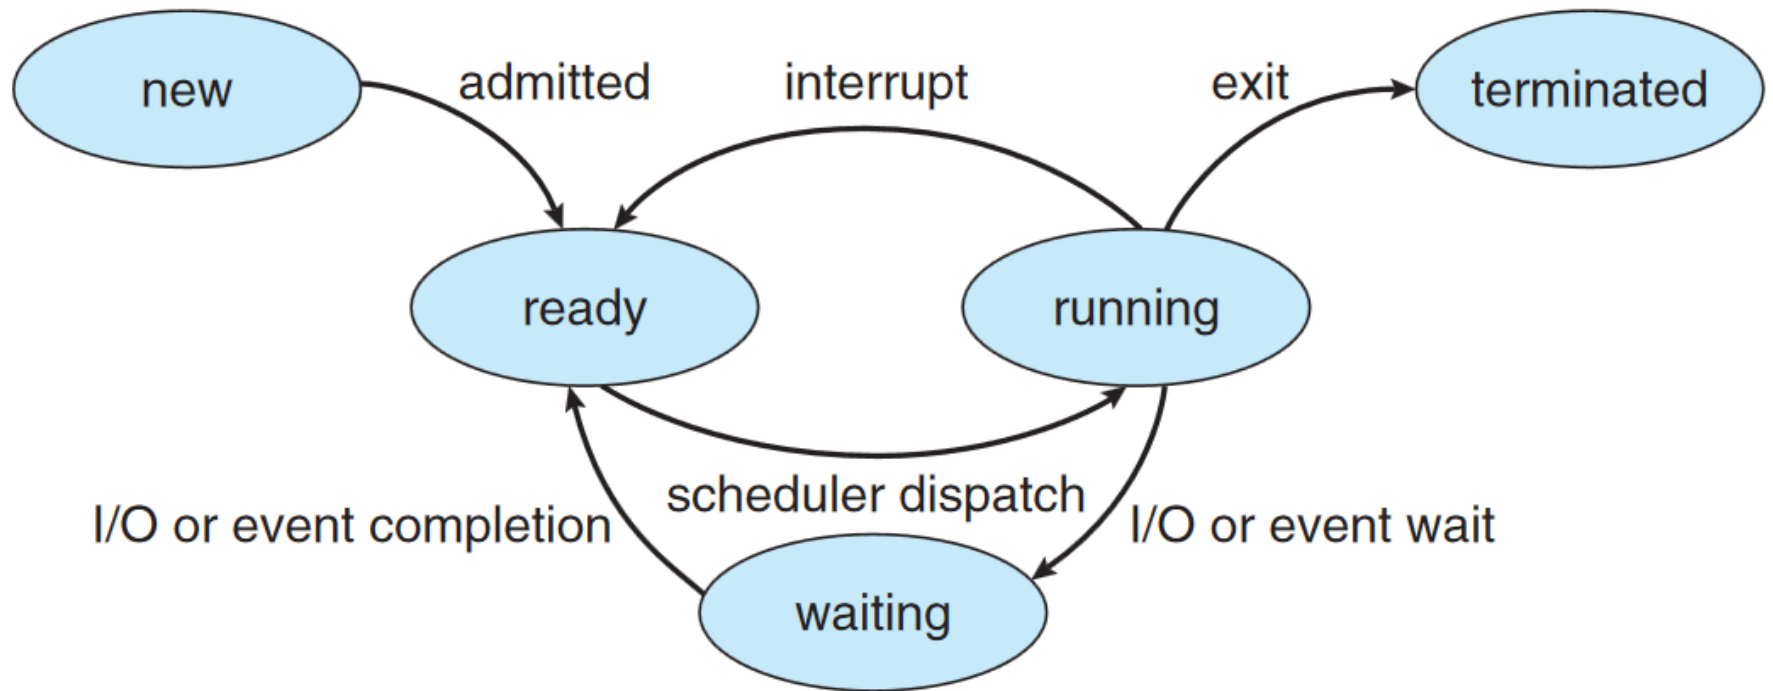 new
admitted
interrupt
exit
terminated
ready
running
scheduler dispatch
I/O or event completion
I/O or event wait
waiting